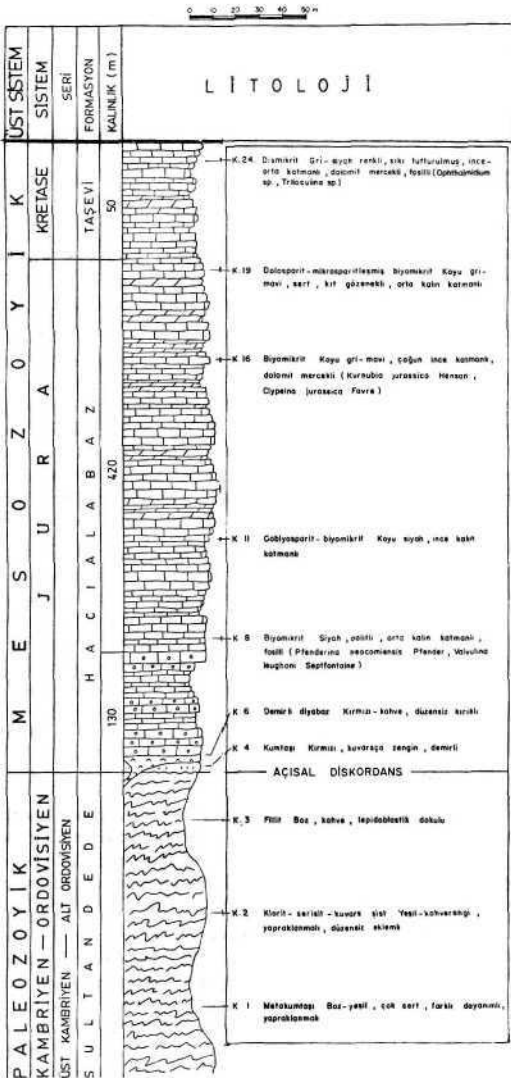 0 10 20 30 40 50 m
ÜST SİSTEM
SİSTEM
SERİ
FORMASYON
KALINLIK (m)
LİTOLOJİ
MESOZOYİK
KRETASE
JURA
TAŞEVİ
HACIALABAZ
50
420
130
K.24 Dismikrit Gri-siyah renkli, sıkı tutturulmuş, ince-
orta katmanlı, dolomit mercekli, fosilli (Ophthalmidium
sp., Triloculina sp)
K.19 Dolosparit-mikrosparitleşmiş biyomikrit Koyu gri-
mavi, sert, kıt gözenekli, orta kalın katmanlı
K 16 Biyomikrit Koyu gri-mavi, çoğun ince katmanlı,
dolomit mercekli (Kurnubia jurassica Henson,
Clypeina jurassica Favre)
K 11 Gobiyosparit-biyomikrit Koyu siyah, ince kalın
katmanlı
K 8 Biyomikrit Siyah, oolitli, orta kalın katmanlı,
fosilli (Pfenderina neocomiensis Pfender, Valvulina
leughoni Septfontaine)
K 6 Demirli diyabaz Kırmızı-kahve, düzensiz kırıklı
K 4 Kumtaşı Kırmızı, kuvarsça zengin, demirli
AÇISAL DİSKORDANS
PALEOZOYİK
KAMBRİYEN — ORDOVİSİYEN
ÜST KAMBRİYEN — ALT ORDOVİSİYEN
SULTANDEDE
K.3 Fillit Boz, kahve, lepidoblastik dokulu
K.2 Klorit-serisit-kuvars şist Yeşil-kahverengi,
yapraklanmalı, düzensiz eklemli
K 1 Metakumtaşı Boz-yeşil, çok sert, farklı dayanımlı,
yapraklanmalı